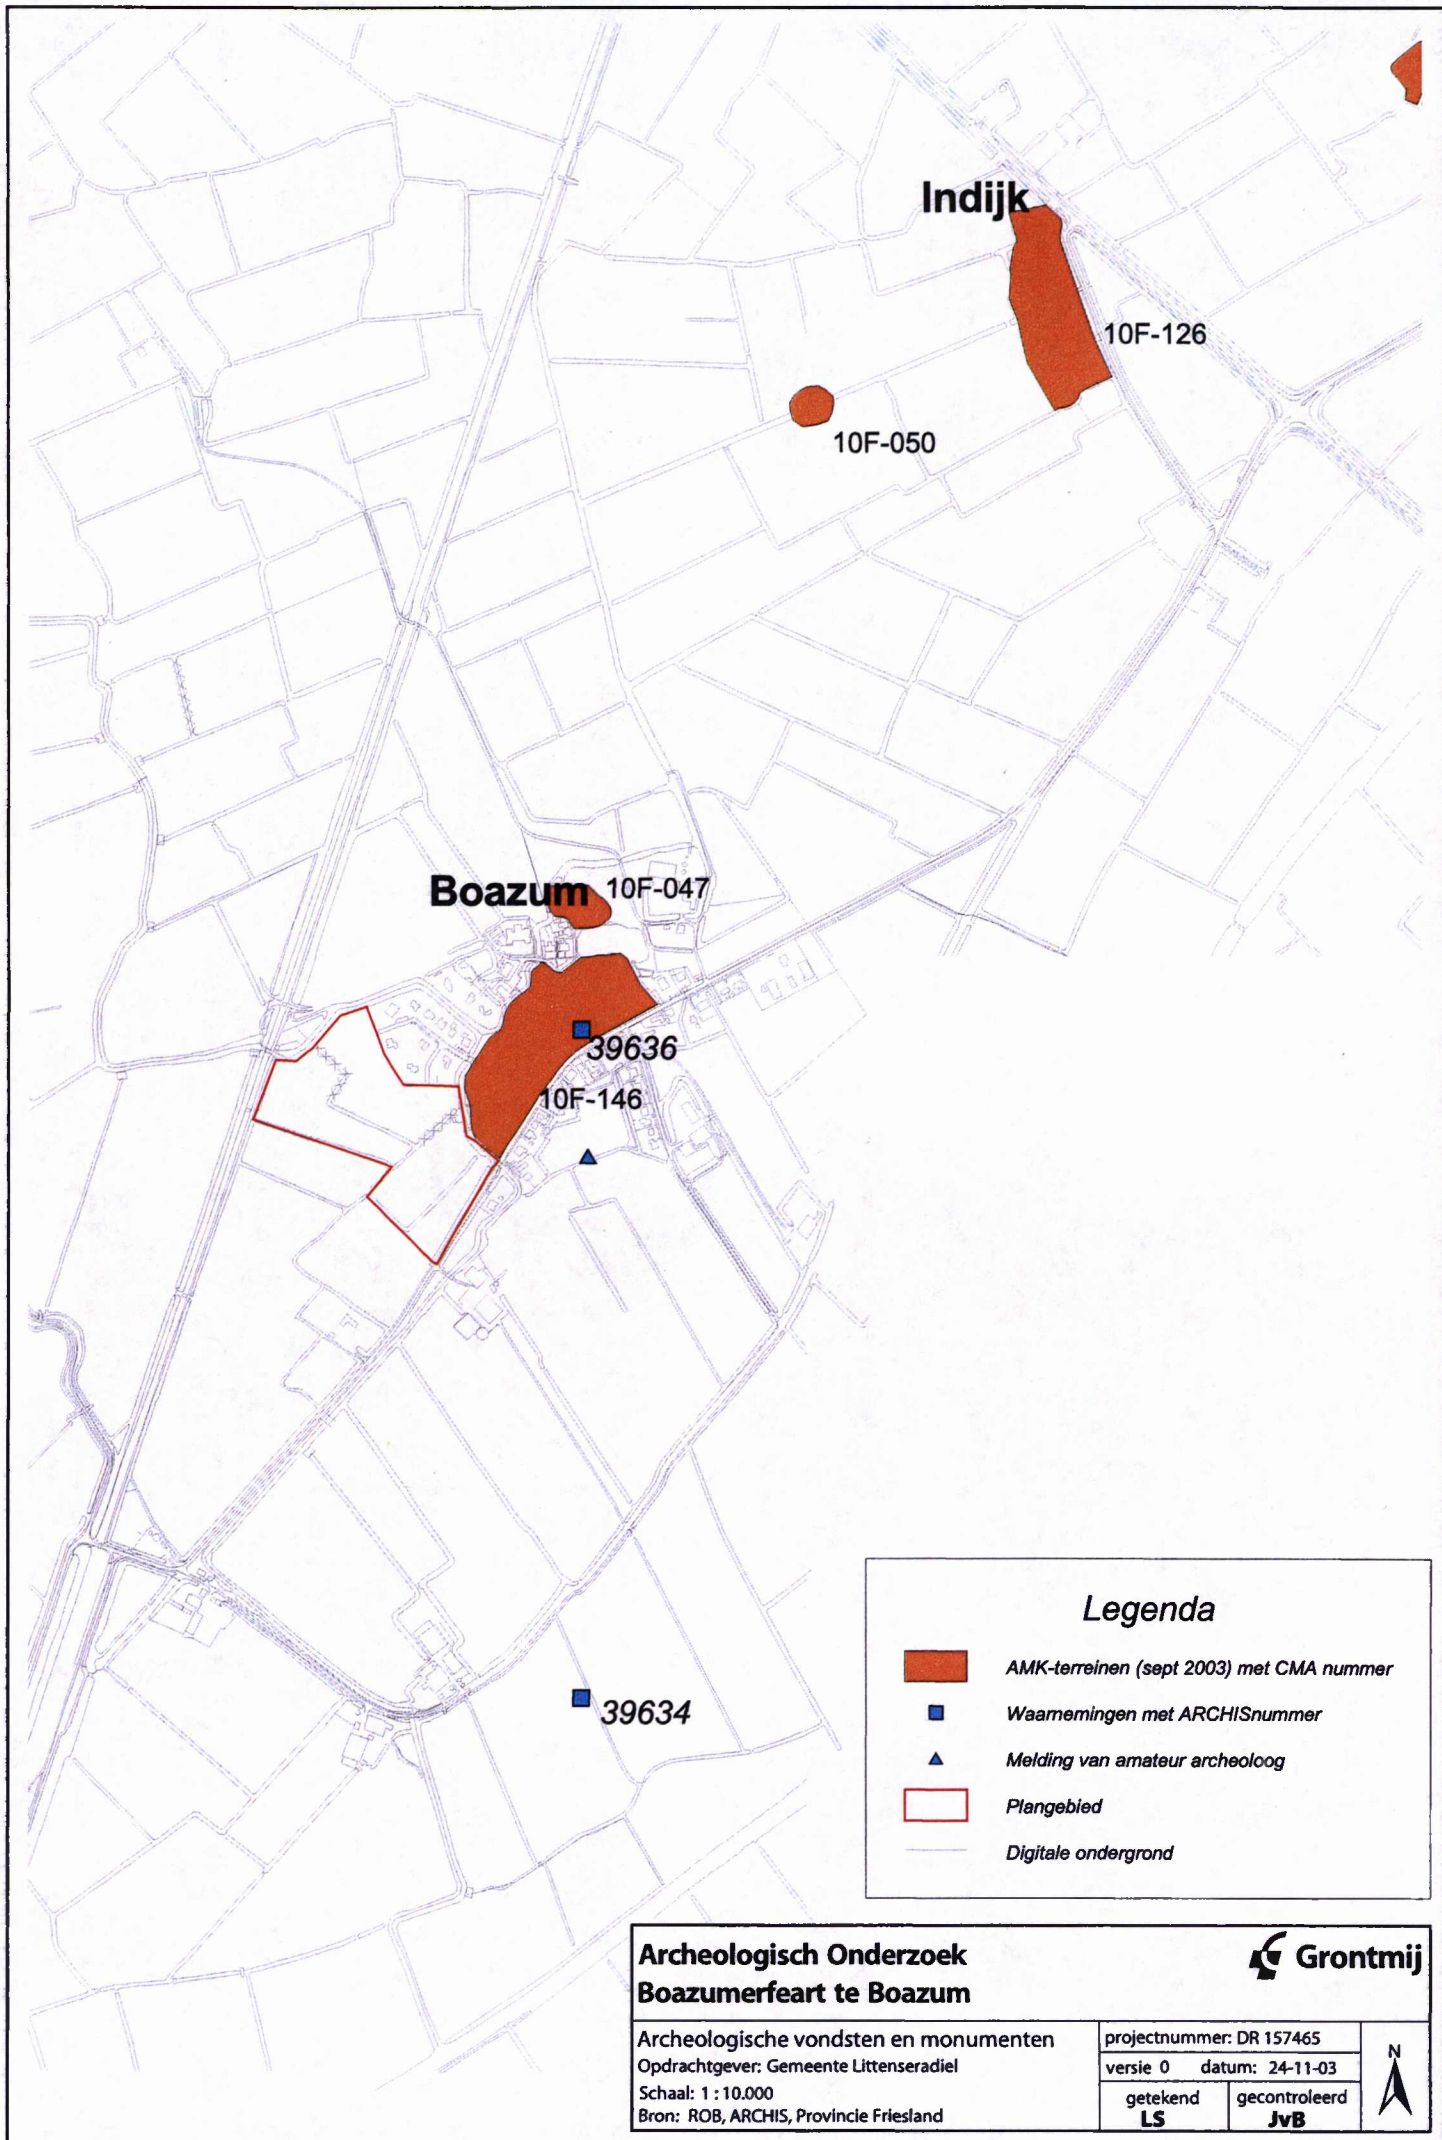 Indijk
10F-126
10F-050
Boazum
10F-047
39636
10F-146
39634
Legenda
AMK-terreinen (sept 2003) met CMA nummer
Waarnemingen met ARCHISnummer
Melding van amateur archeoloog
Plangebied
Digitale ondergrond
Archeologisch Onderzoek
Boazumerfeart te Boazum
Grontmij
Archeologische vondsten en monumenten
Opdrachtgever: Gemeente Littenseradiel
Schaal: 1 : 10.000
Bron: ROB, ARCHIS, Provincie Friesland
projectnummer: DR 157465
versie 0 datum: 24-11-03
getekend
LS
gecontroleerd
JvB
N